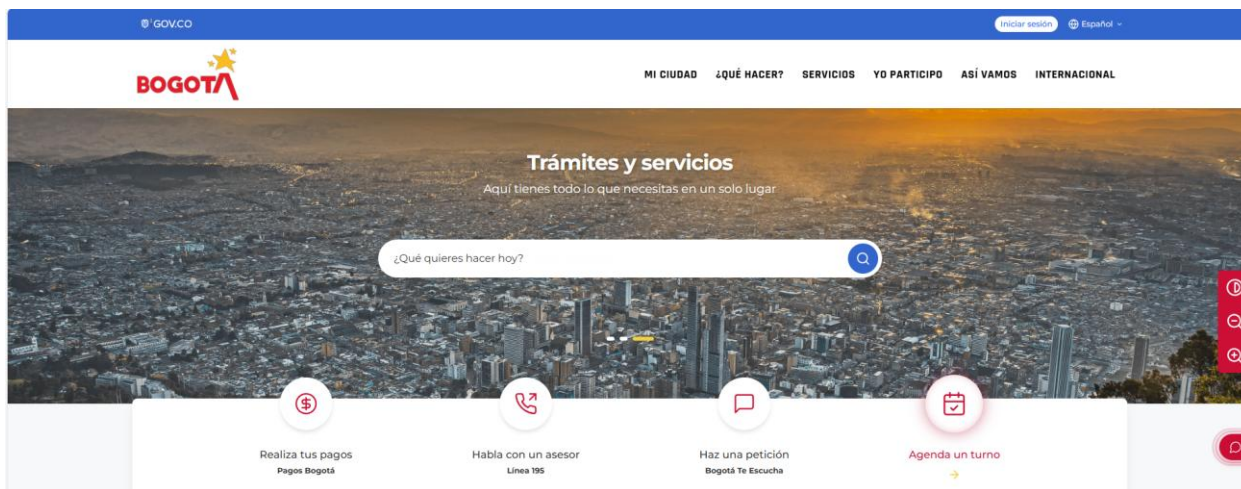 GOV.CO
Iniciar sesión
Español
BOGOTÁ
MI CIUDAD
¿QUÉ HACER?
SERVICIOS
YO PARTICIPO
ASÍ VAMOS
INTERNACIONAL
Trámites y servicios
Aquí tienes todo lo que necesitas en un solo lugar
¿Qué quieres hacer hoy?
Realiza tus pagos
Pagos Bogotá
Habla con un asesor
Línea 195
Haz una petición
Bogotá Te Escucha
Agenda un turno